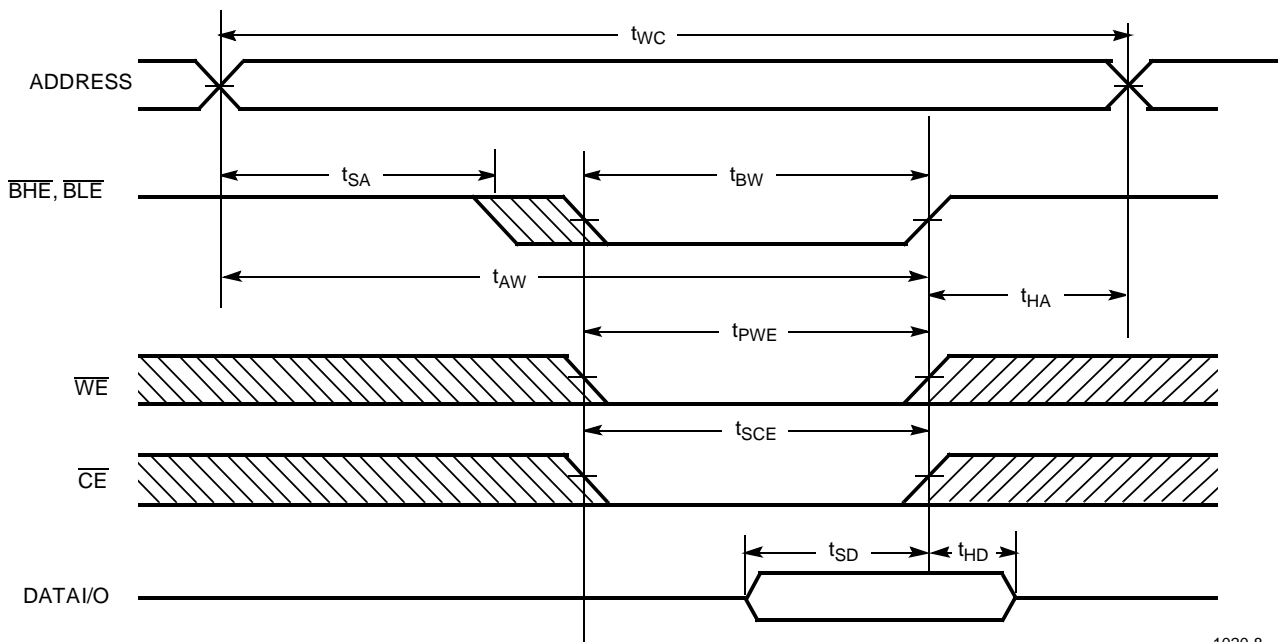 tWC
ADDRESS
tSA
tBW
BHE, BLE
tAW
tHA
tPWE
WE
tSCE
CE
tSD
tHD
DATAI/O